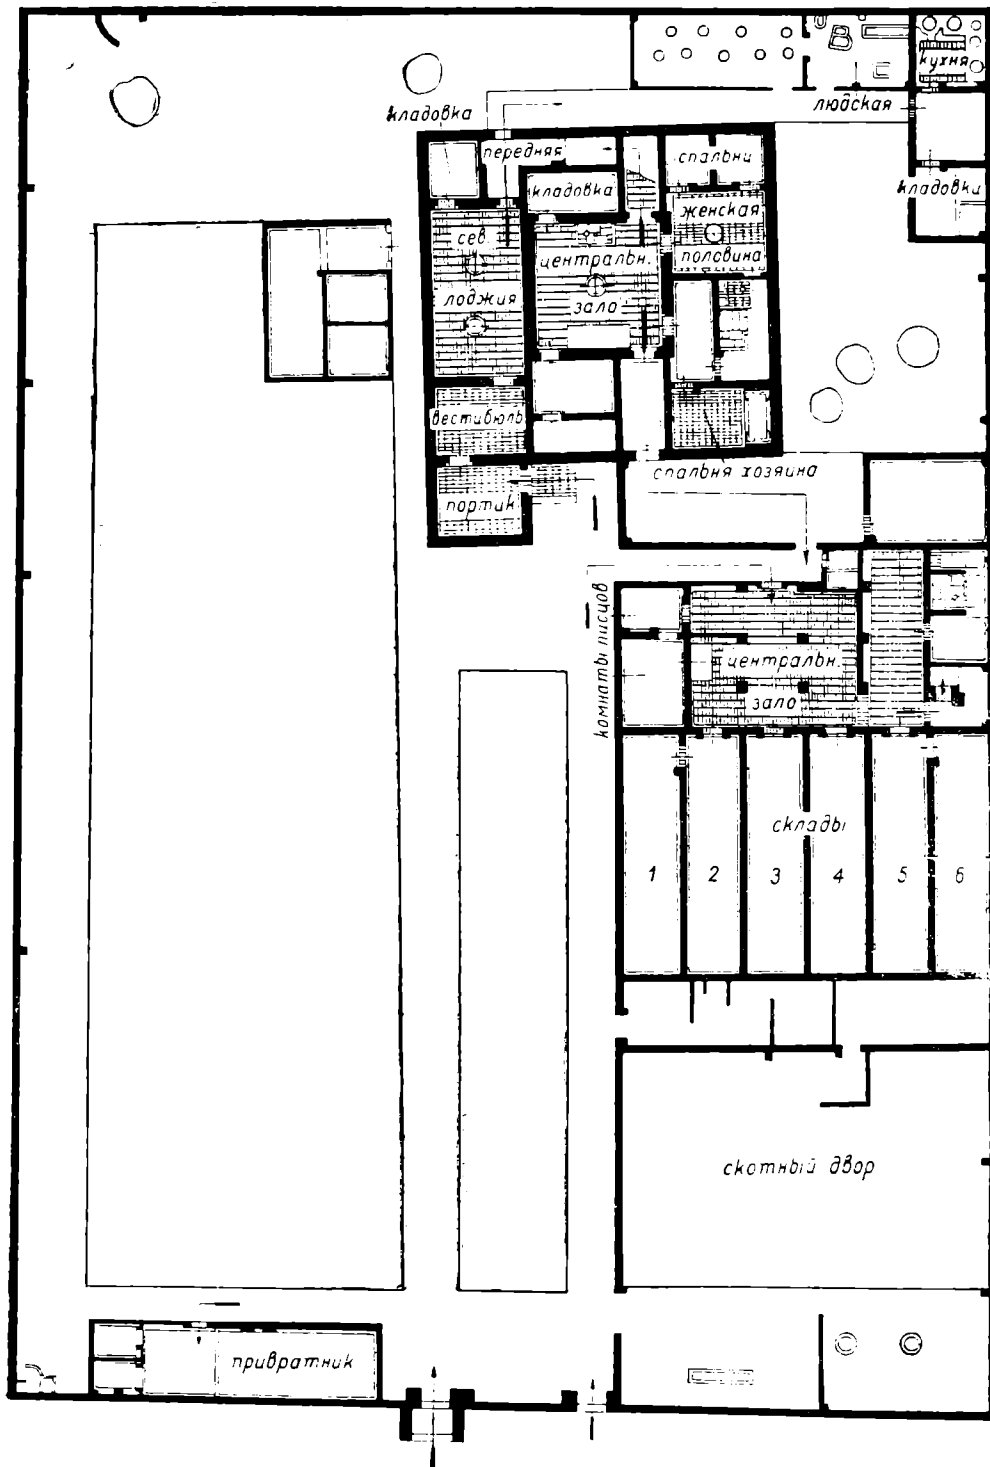 кухня
людская
кладовка
передняя
спальни
кладовка
кладовки
женская
половина
сев.
лоджия
центральн.
зало
вестибюль
спальня хозяина
портик
комнаты писцов
центральн.
зало
склады
1 2 3 4 5 6
скотный двор
привратник